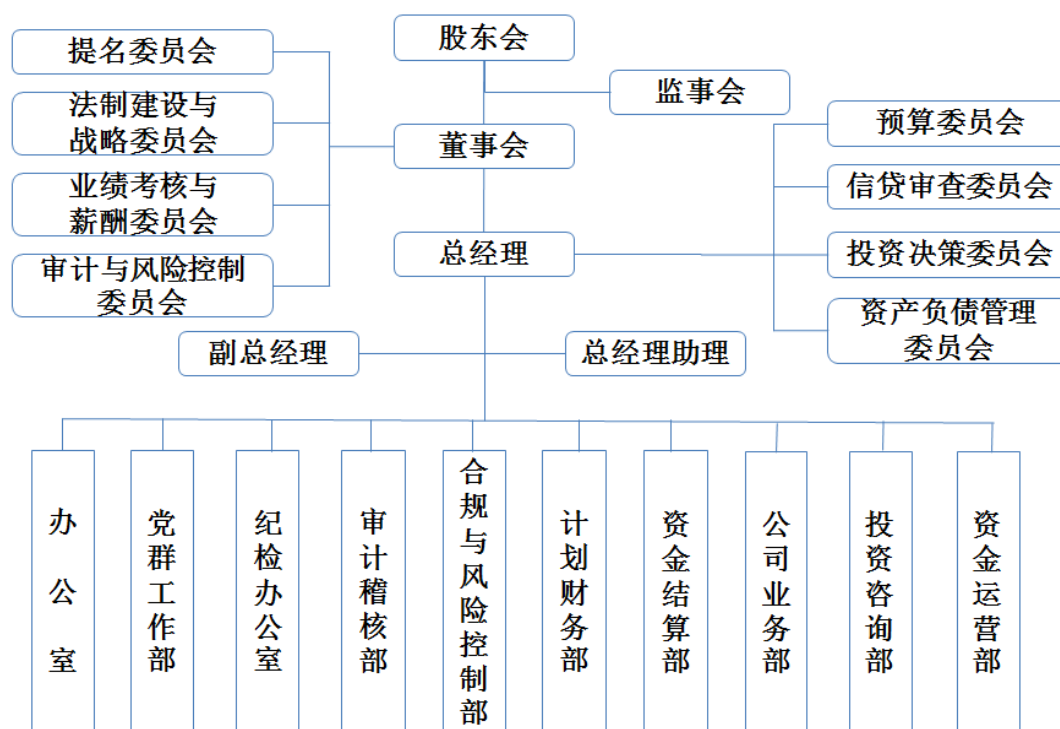 股东会
提名委员会
监事会
法制建设与
战略委员会
预算委员会
董事会
业绩考核与
薪酬委员会
信贷审查委员会
总经理
投资决策委员会
审计与风险控制
委员会
资产负债管理
委员会
副总经理
总经理助理
办公室
党群工作部
纪检办公室
审计稽核部
合规与风险控制部
计划财务部
资金结算部
公司业务部
投资咨询部
资金运营部